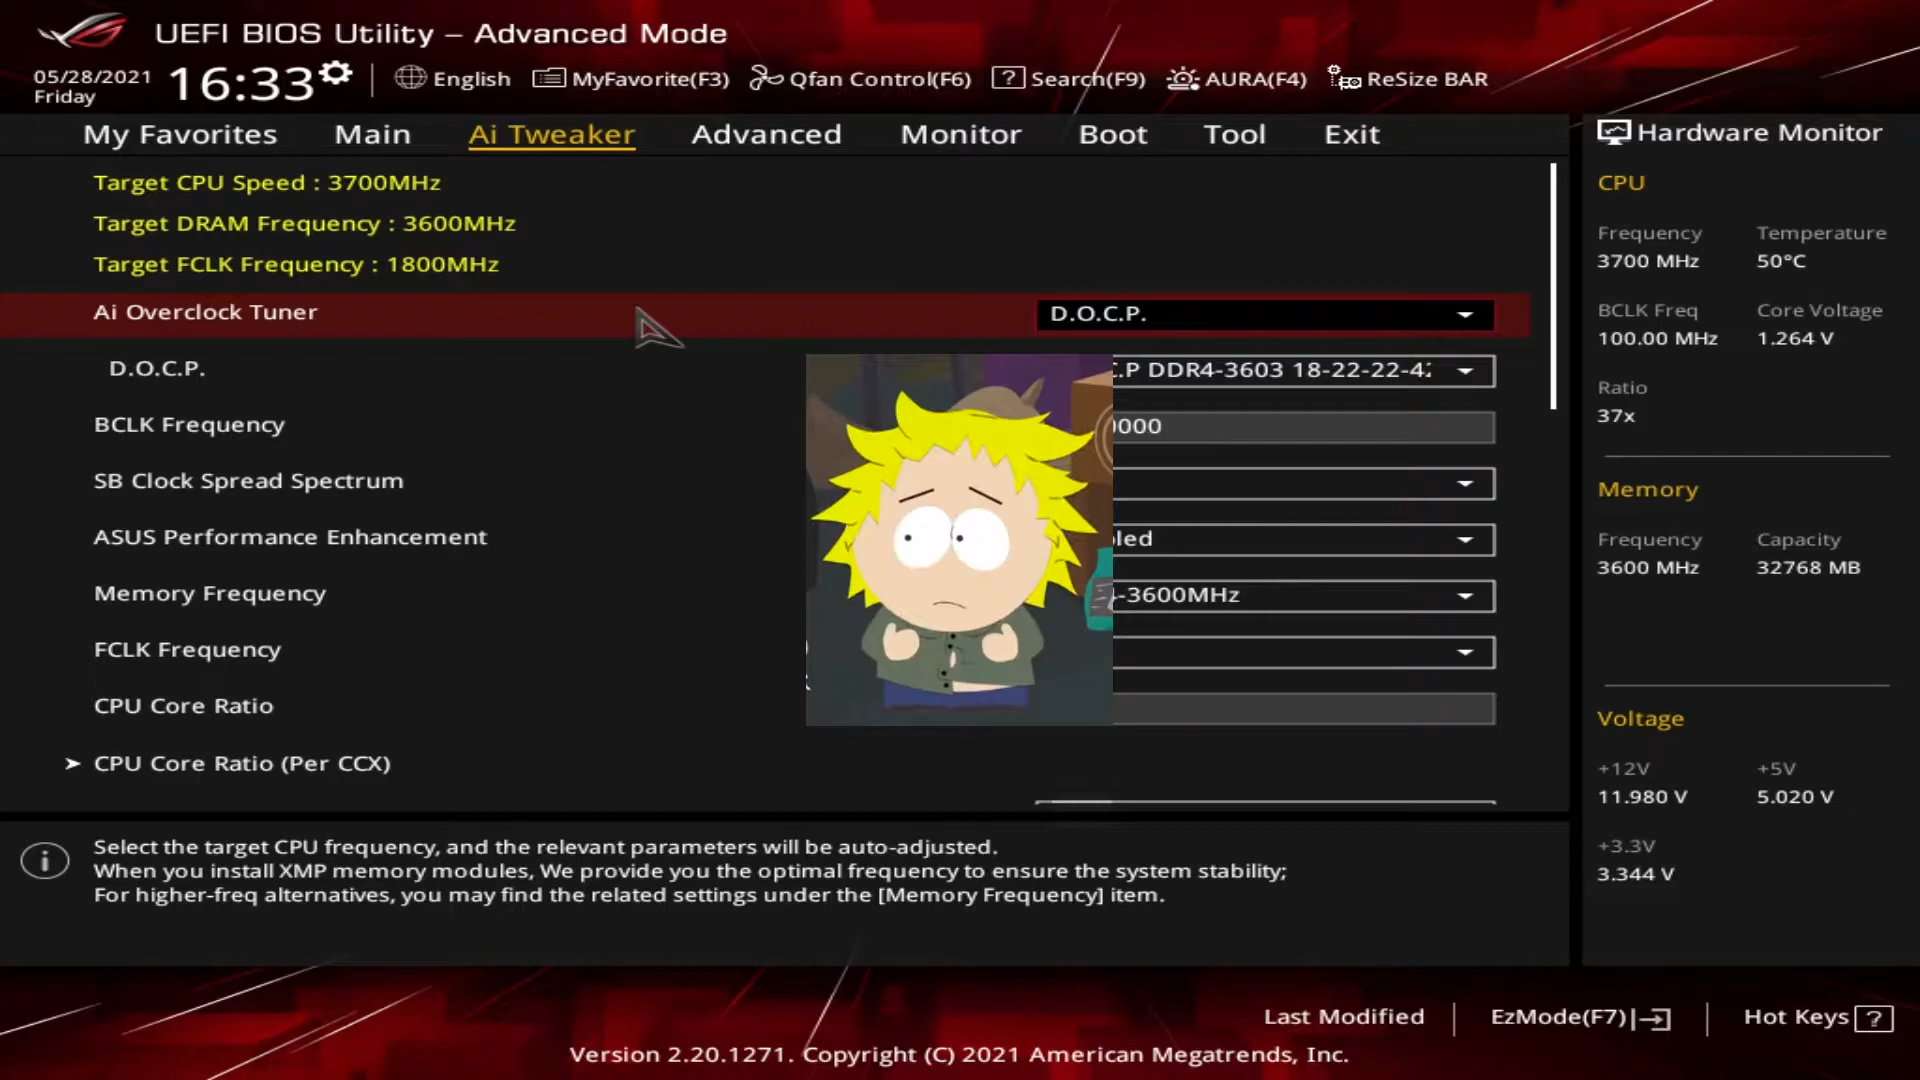 UEFI BIOS Utility – Advanced Mode
05/28/2021
Friday
16:33
English
MyFavorite(F3)
Qfan Control(F6)
Search(F9)
AURA(F4)
ReSize BAR
My Favorites
Main
Ai Tweaker
Advanced
Monitor
Boot
Tool
Exit
Target CPU Speed : 3700MHz
Target DRAM Frequency : 3600MHz
Target FCLK Frequency : 1800MHz
Ai Overclock Tuner
D.O.C.P.
D.O.C.P.
DDR4-3603 18-22-22-
BCLK Frequency
SB Clock Spread Spectrum
ASUS Performance Enhancement
Memory Frequency
-3600MHz
FCLK Frequency
CPU Core Ratio
CPU Core Ratio (Per CCX)
Select the target CPU frequency, and the relevant parameters will be auto-adjusted.
When you install XMP memory modules, We provide you the optimal frequency to ensure the system stability;
For higher-freq alternatives, you may find the related settings under the [Memory Frequency] item.
Hardware Monitor
CPU
Frequency Temperature
3700 MHz 50°C
BCLK Freq Core Voltage
100.00 MHz 1.264 V
Ratio
37x
Memory
Frequency Capacity
3600 MHz 32768 MB
Voltage
+12V +5V
11.980 V 5.020 V
+3.3V
3.344 V
Last Modified
EzMode(F7)
Hot Keys ?
Version 2.20.1271. Copyright (C) 2021 American Megatrends, Inc.